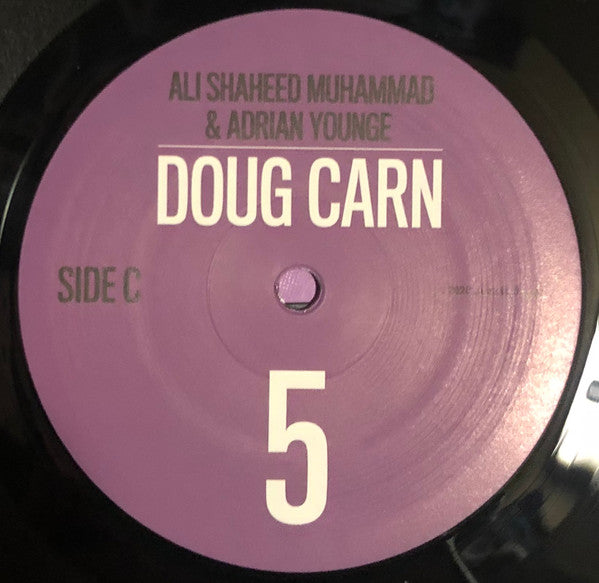 ALI SHAHEED MUHAMMAD
& ADRIAN YOUNGE
DOUG CARN
SIDE C
5